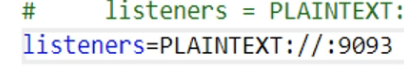 #     listeners = PLAINTEXT:
listeners=PLAINTEXT://:9093